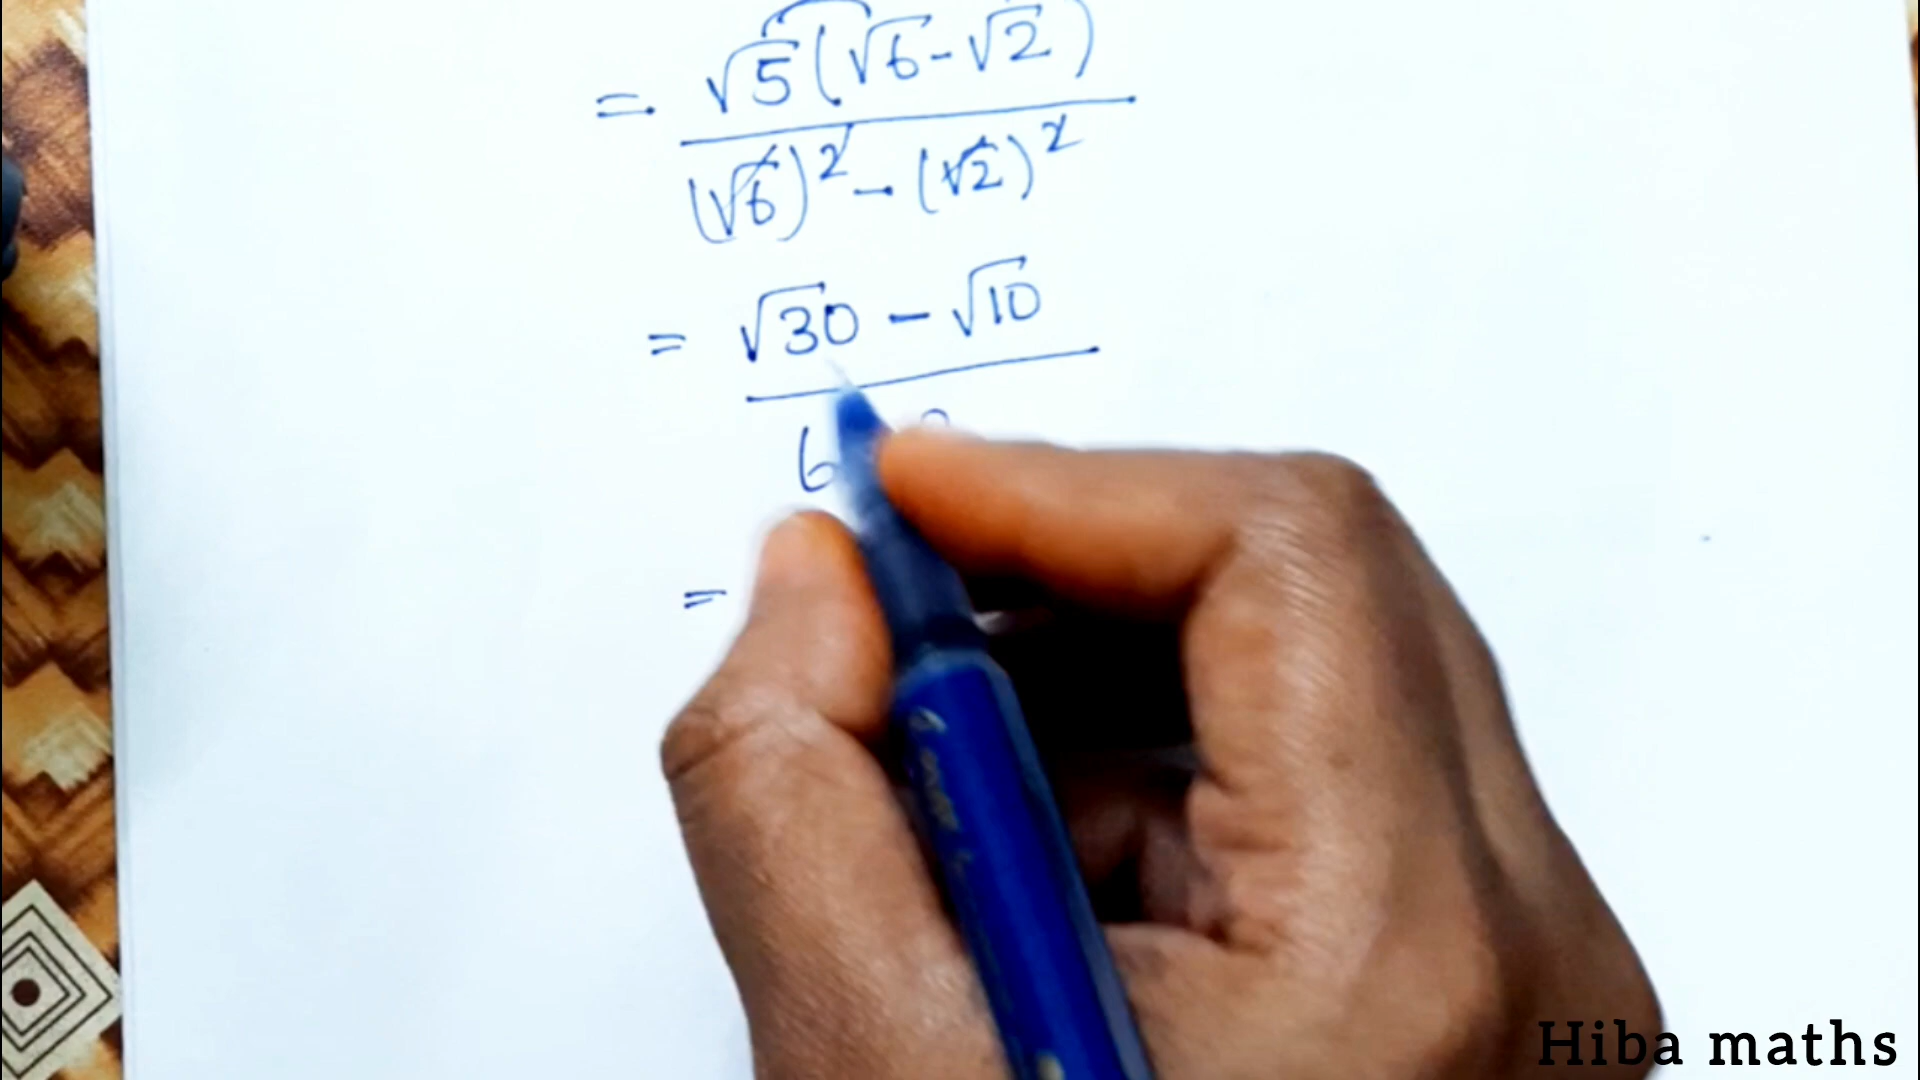 = √5(√6-√2)
(√6)² - (√2)²
= √30 - √10
6
=
Hiba maths